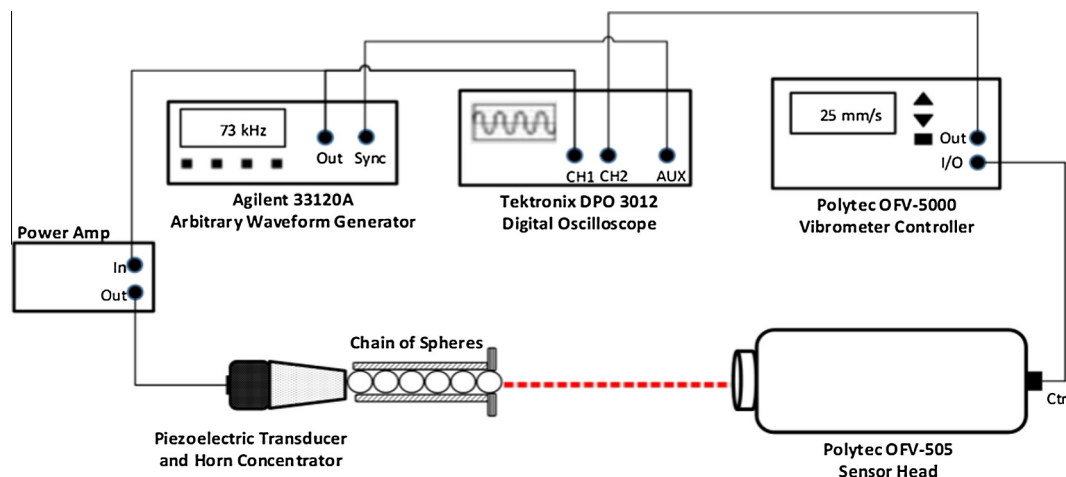 73 kHz
Out
Sync
Agilent 33120A
Arbitrary Waveform Generator
CH1
CH2
AUX
Tektronix DPO 3012
Digital Oscilloscope
25 mm/s
Out
I/O
Polytec OFV-5000
Vibrometer Controller
Power Amp
In
Out
Chain of Spheres
Piezoelectric Transducer
and Horn Concentrator
Ctr
Polytec OFV-505
Sensor Head